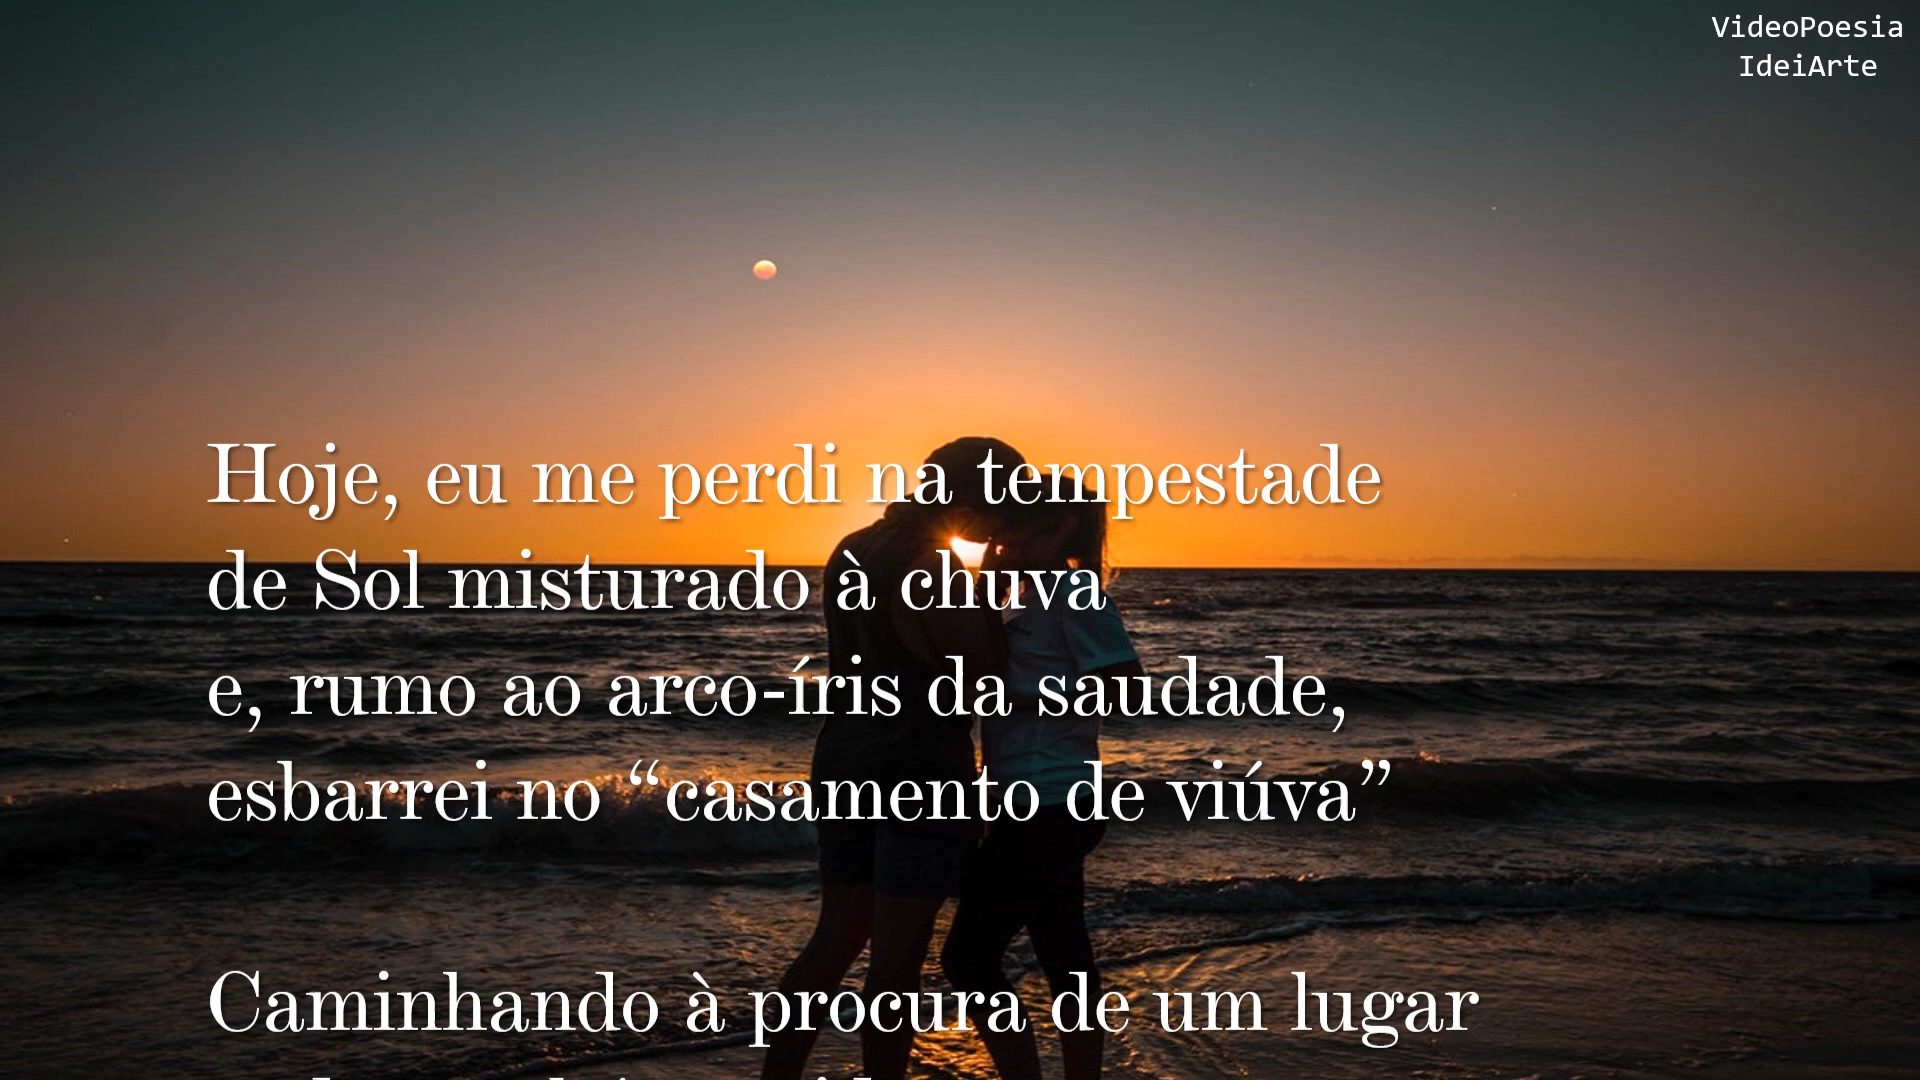 VideoPoesia
IdeiArte
Hoje, eu me perdi na tempestade
de Sol misturado à chuva
e, rumo ao arco-íris da saudade,
esbarrei no “casamento de viúva”
Caminhando à procura de um lugar